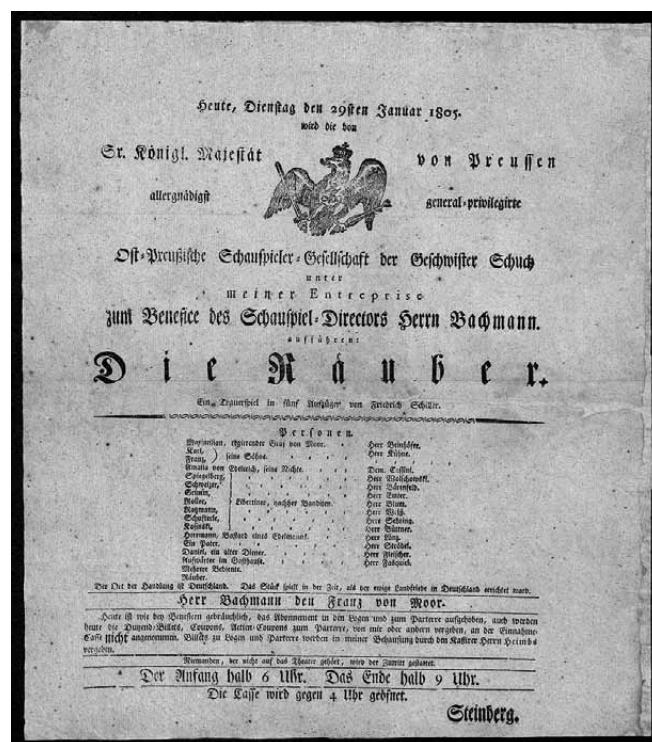 Heute, Dienstag den 29sten Januar 1805.
wird die von
Sr. Königl. Majestät von Preussen
allergnädigst general-privilegirte
Ost-Preußische Schauspieler-Gesellschaft der Geschwister Schuch
unter
meiner Entreprise
zum Benefice des Schauspiel-Directors Herrn Bachmann.
aufführen:
Die Räuber.
Ein Trauerspiel in fünf Aufzügen von Friedrich Schiller.
Personen.
Maximilian, regierender Graf von Moor. Herr
Karl, Herr Kühne.
Franz, seine Söhne.
Amalia von Edelreich, seine Nichte. Dem. Cassini.
Spiegelberg, Herr
Schweizer, Herr Bärenfeld.
Grimm, Herr
Roller, Libertiner, nachher Banditen. Herr Blum.
Razmann, Herr Weiß.
Schufterle, Herr
Kosinski, Herr Büttner.
Herrmann, Bastard eines Edelmanns. Herr
Ein Pater. Herr Ströbel.
Daniel, ein alter Diener. Herr Fleischer.
Aufwärter im Gasthause. Herr
Mehrere Bediente.
Räuber.
Der Ort der Handlung ist Deutschland. Das Stück spielt in der Zeit, als der ewige Landfriede in Deutschland errichtet ward.
Herr Bachmann den Franz von Moor.
Heute ist wie bey Benefizen gebräuchlich, das Abonnement in den Logen und zum Parterre aufgehoben, auch werden
heute die Duzend-Billets, Coupons, Actien-Coupons zum Parterre, von mir oder andern vergeben, an der Einnahme-
Casse nicht angenommen. Billets zu Logen und Parterre werden in meiner Behausung durch den Kassirer Herrn Heimbs
vergeben.
Niemanden, der nicht auf das Theater gehört, wird der Zutritt gestattet.
Der Anfang halb 6 Uhr. Das Ende halb 9 Uhr.
Die Casse wird gegen 4 Uhr geöfnet.
Steinberg.